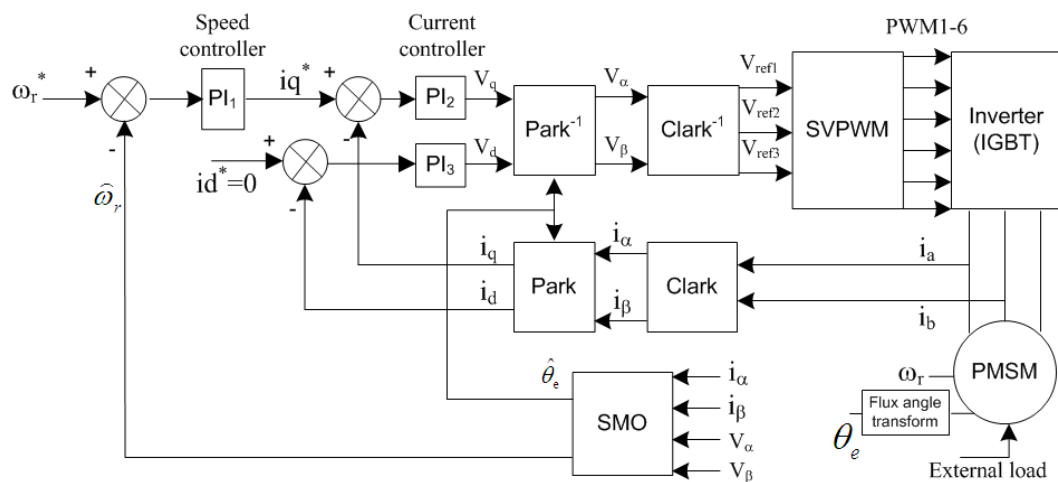 Speed
controller
Current
controller
PWM1-6
ωr*
+
-
PI₁
iq*
+
-
PI₂
Vq
Park⁻¹
Vα
Vβ
Clark⁻¹
Vref1
Vref2
Vref3
SVPWM
Inverter
(IGBT)
id*=0
+
-
PI₃
Vd
ω̂r
iq
id
Park
iα
iβ
Clark
ia
ib
θ̂e
SMO
iα
iβ
Vα
Vβ
PMSM
ωr
Flux angle
transform
θe
External load